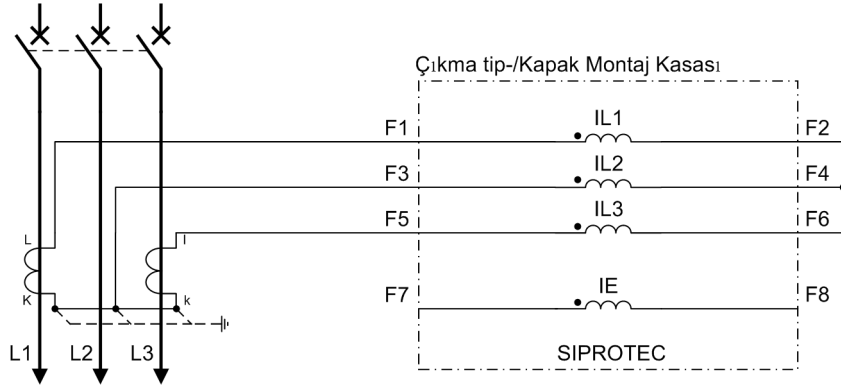 Çıkma tip-/Kapak Montaj Kasası
F1 IL1 F2
F3 IL2 F4
F5 IL3 F6
L l
K k
F7 IE F8
L1 L2 L3
SIPROTEC